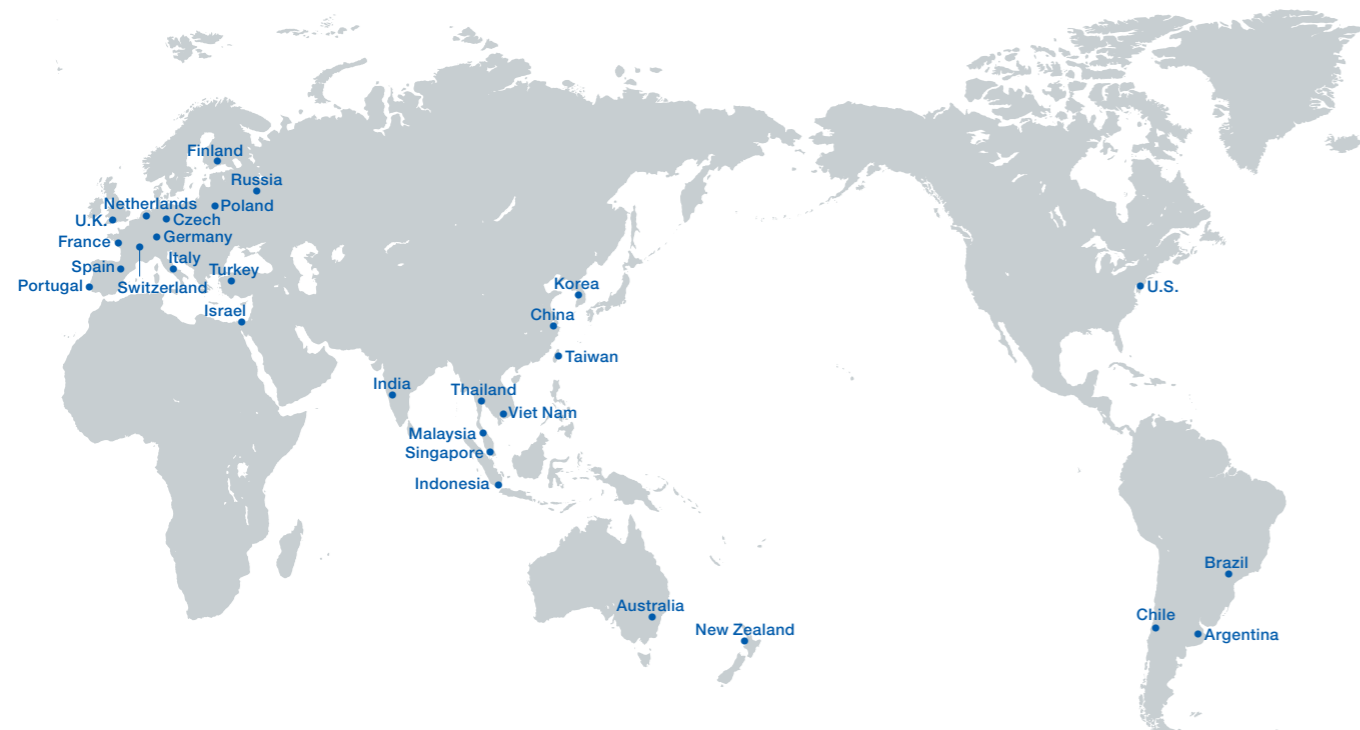 Finland
Russia
Netherlands
Poland
U.K.
Czech
Germany
France
Italy
Spain
Turkey
Portugal
Switzerland
Israel
Korea
China
Taiwan
India
Thailand
Viet Nam
Malaysia
Singapore
Indonesia
Australia
New Zealand
U.S.
Brazil
Chile
Argentina